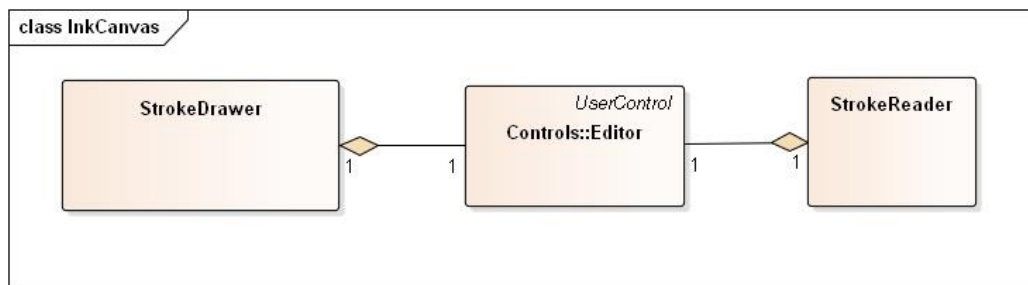 class InkCanvas
StrokeDrawer
UserControl
Controls::Editor
StrokeReader
1
1
1
1